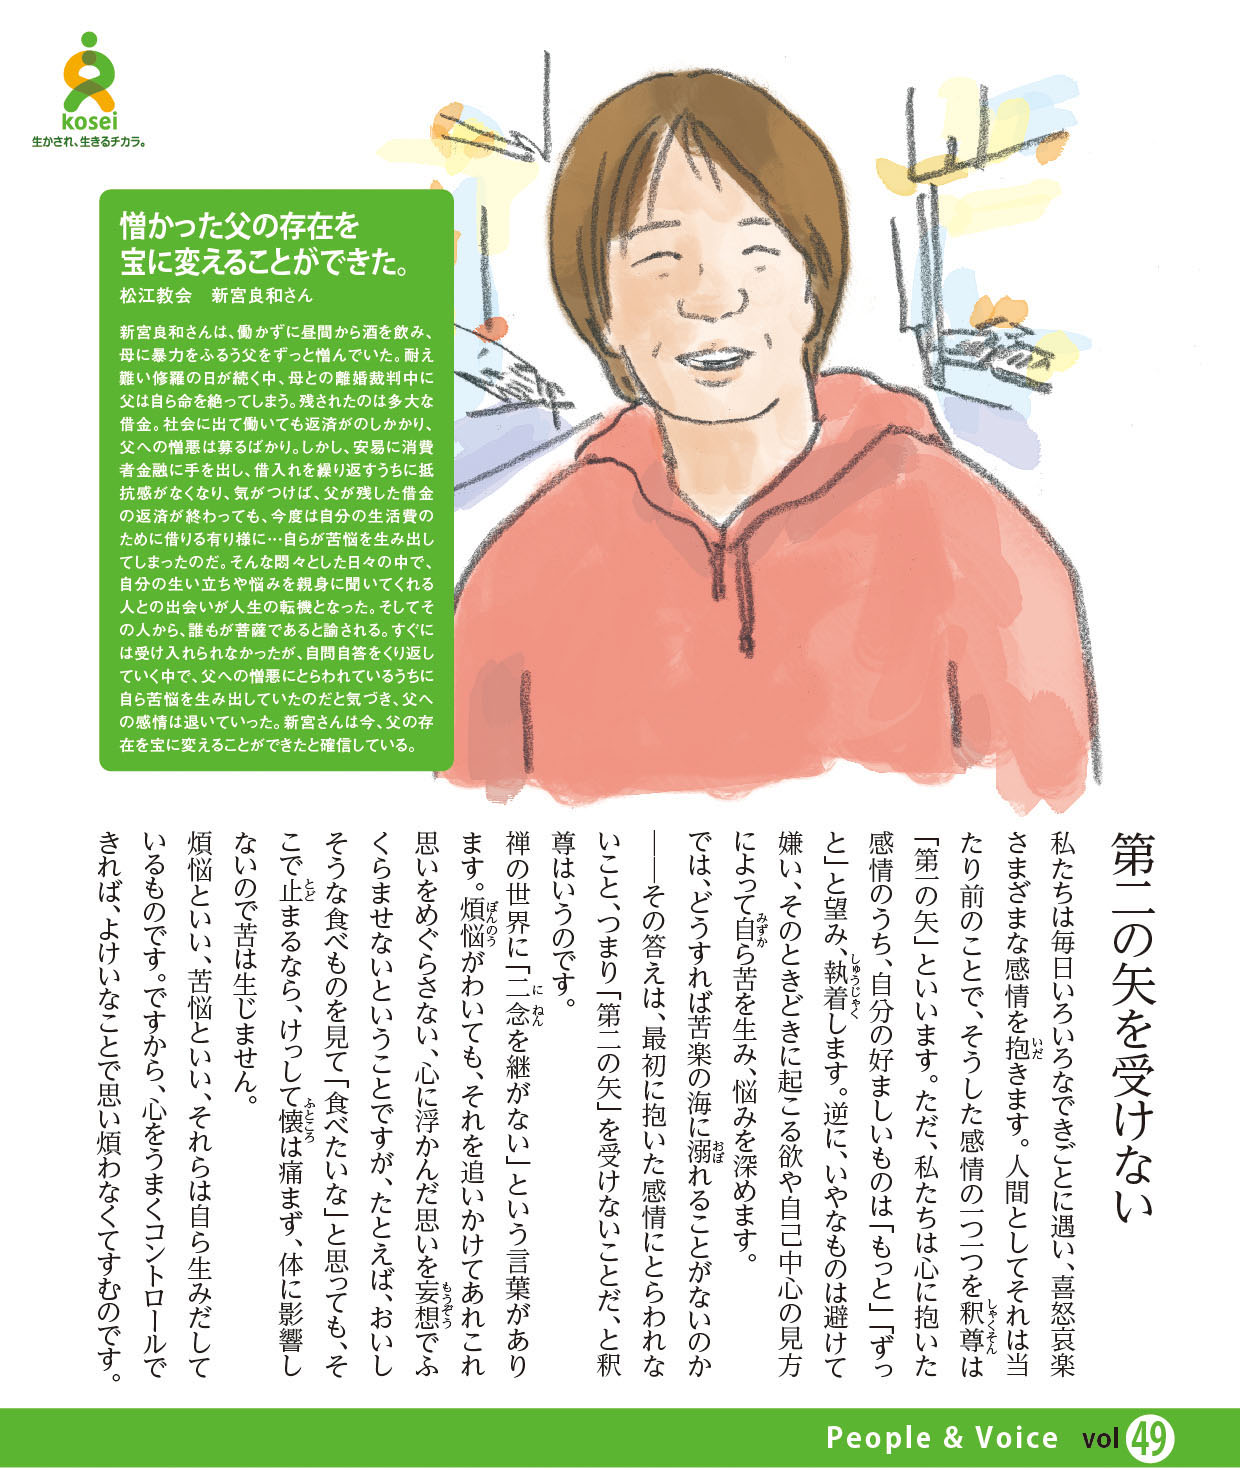 kosei
生かされ、生きるチカラ。
憎かった父の存在を
宝に変えることができた。
松江教会　新宮良和さん
新宮良和さんは、働かずに昼間から酒を飲み、
母に暴力をふるう父をずっと憎んでいた。耐え
難い修羅の日が続く中、母との離婚裁判中に
父は自ら命を絶ってしまう。残されたのは多大な
借金。社会に出て働いても返済がのしかかり、
父への憎悪は募るばかり。しかし、安易に消費
者金融に手を出し、借入れを繰り返すうちに抵
抗感がなくなり、気がつけば、父が残した借金
の返済が終わっても、今度は自分の生活費の
ために借りる有り様に…自らが苦悩を生み出し
てしまったのだ。そんな悶々とした日々の中で、
自分の生い立ちや悩みを親身に聞いてくれる
人との出会いが人生の転機となった。そしてそ
の人から、誰もが菩薩であると諭される。すぐに
は受け入れられなかったが、自問自答をくり返し
ていく中で、父への憎悪にとらわれているうちに
自ら苦悩を生み出していたのだと気づき、父へ
の感情は退いていった。新宮さんは今、父の存
在を宝に変えることができたと確信している。
第二の矢を受けない
私たちは毎日いろいろなできごとに遇い、喜怒哀楽
さまざまな感情を抱きます。人間としてそれは当
たり前のことで、そうした感情の一つ一つを釈尊は
「第一の矢」といいます。ただ、私たちは心に抱いた
感情のうち、自分の好ましいものは「もっと」「ずっ
と」と望み、執着します。逆に、いやなものは避けて
嫌い、そのときどきに起こる欲や自己中心の見方
によって自ら苦を生み、悩みを深めます。
では、どうすれば苦楽の海に溺れることがないのか
――その答えは、最初に抱いた感情にとらわれな
いこと、つまり「第二の矢」を受けないことだ、と釈
尊はいうのです。
禅の世界に「二念を継がない」という言葉があり
ます。煩悩がわいても、それを追いかけてあれこれ
思いをめぐらさない、心に浮かんだ思いを妄想でふ
くらませないということですが、たとえば、おいし
そうな食べものを見て「食べたいな」と思っても、そ
こで止まるなら、けっして懐は痛まず、体に影響し
ないので苦は生じません。
煩悩といい、苦悩といい、それらは自ら生みだして
いるものです。ですから、心をうまくコントロールで
きれば、よけいなことで思い煩わなくてすむのです。
People & Voice vol 49